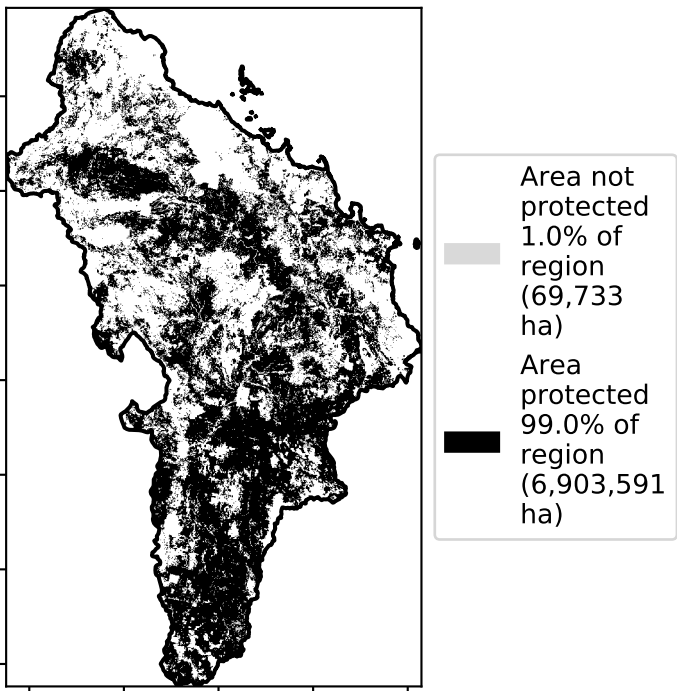 Area not
protected
1.0% of
region
(69,733
ha)
Area
protected
99.0% of
region
(6,903,591
ha)